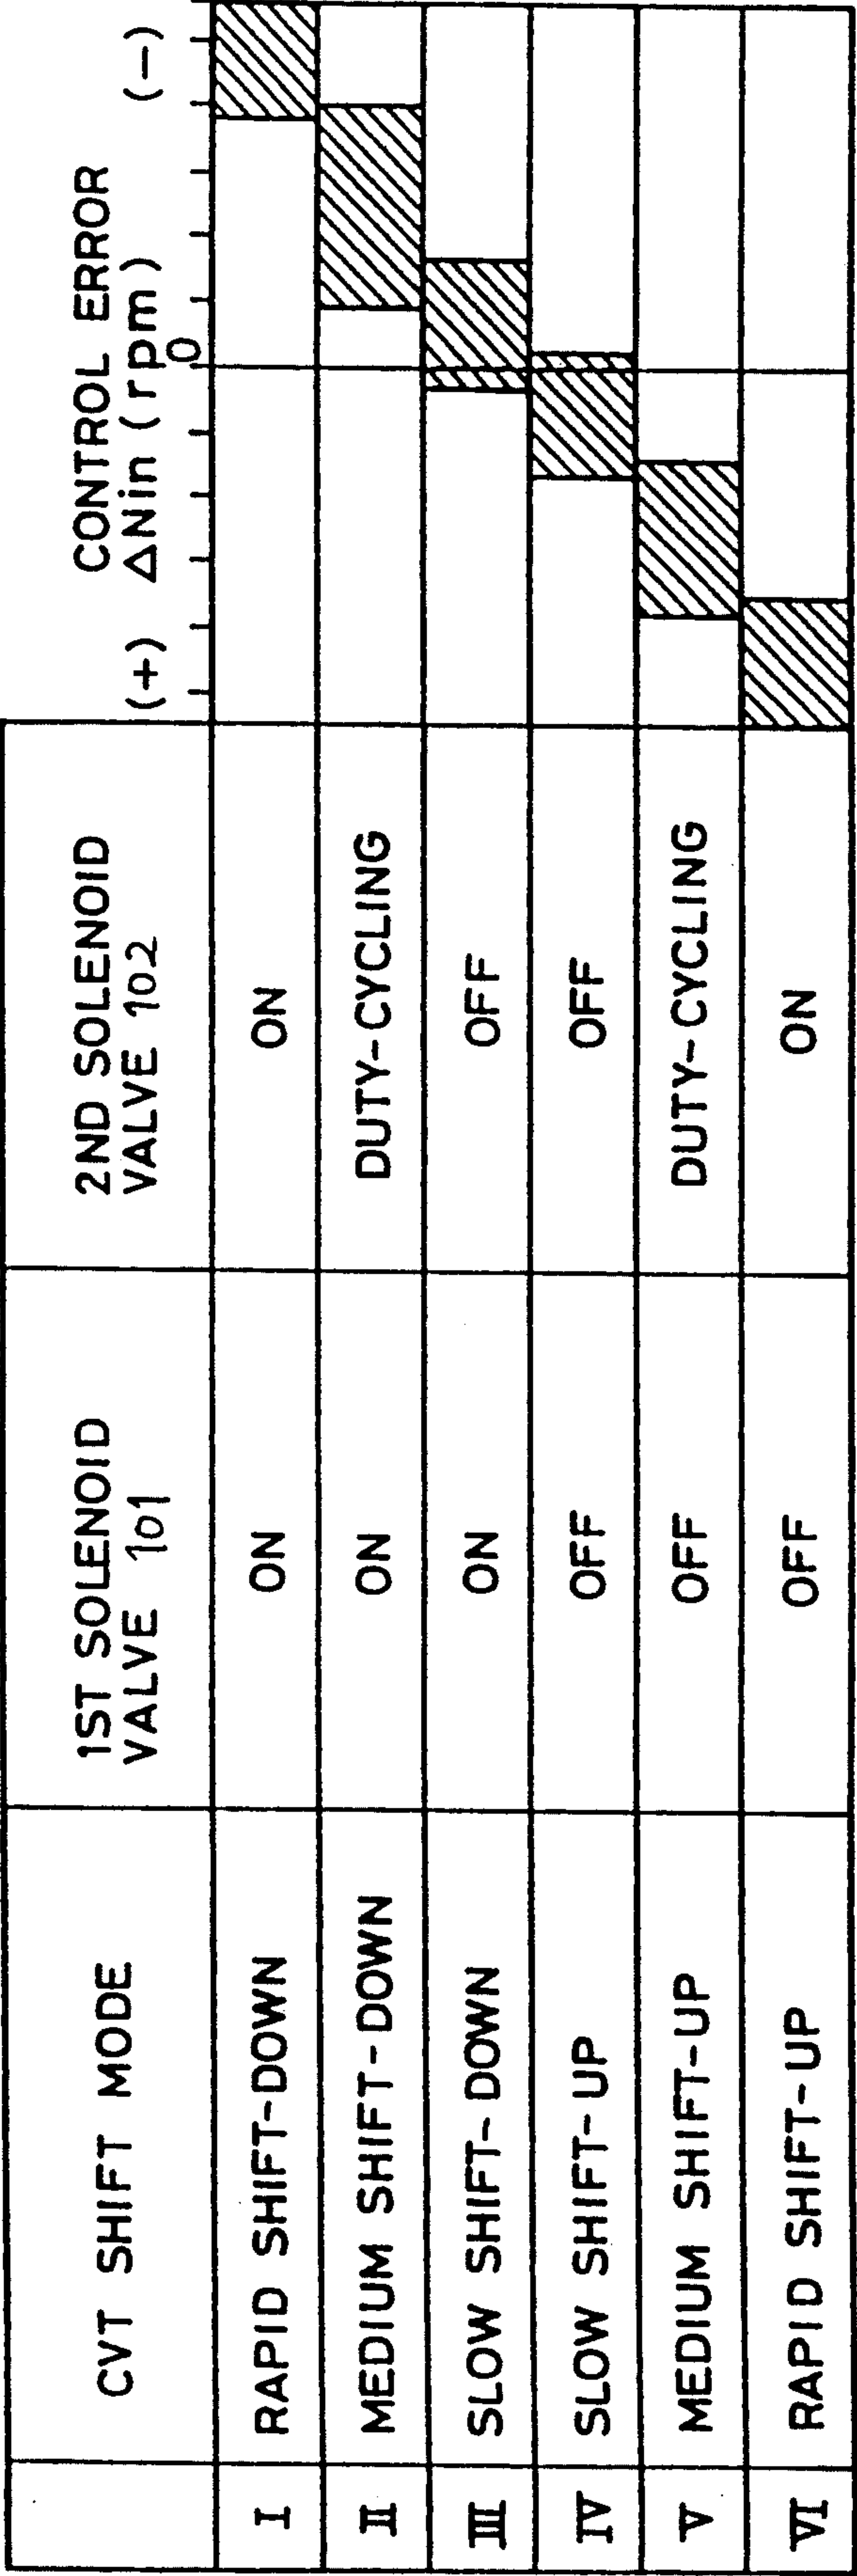 CVT SHIFT MODE
1ST SOLENOID
VALVE 101
2ND SOLENOID
VALVE 102
CONTROL ERROR
(+) ΔNin (rpm) (−)
0
I RAPID SHIFT-DOWN ON ON
II MEDIUM SHIFT-DOWN ON DUTY-CYCLING
III SLOW SHIFT-DOWN ON OFF
IV SLOW SHIFT-UP OFF OFF
V MEDIUM SHIFT-UP OFF DUTY-CYCLING
VI RAPID SHIFT-UP OFF ON